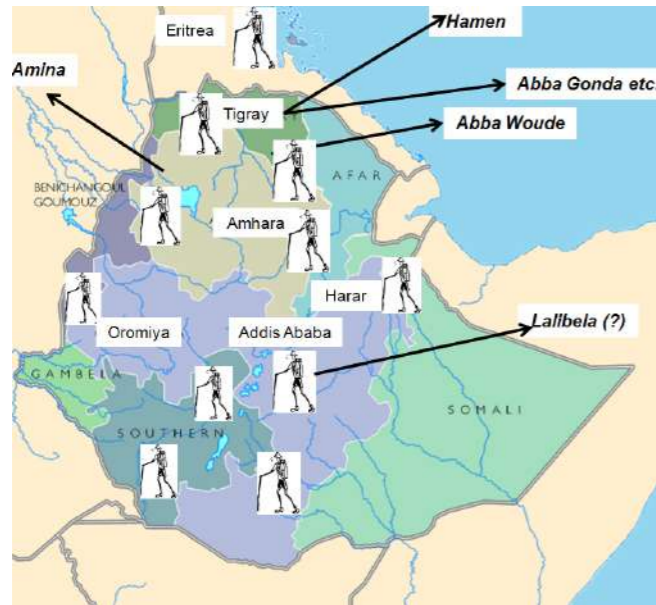 Hamen
Eritrea
Amina
Abba Gonda etc.
Tigray
Abba Woude
AFAR
BENICHANGOUL
GOUMOUZ
Amhara
Harar
Lalibela (?)
Oromiya
Addis Ababa
GAMBELA
SOMALI
SOUTHERN